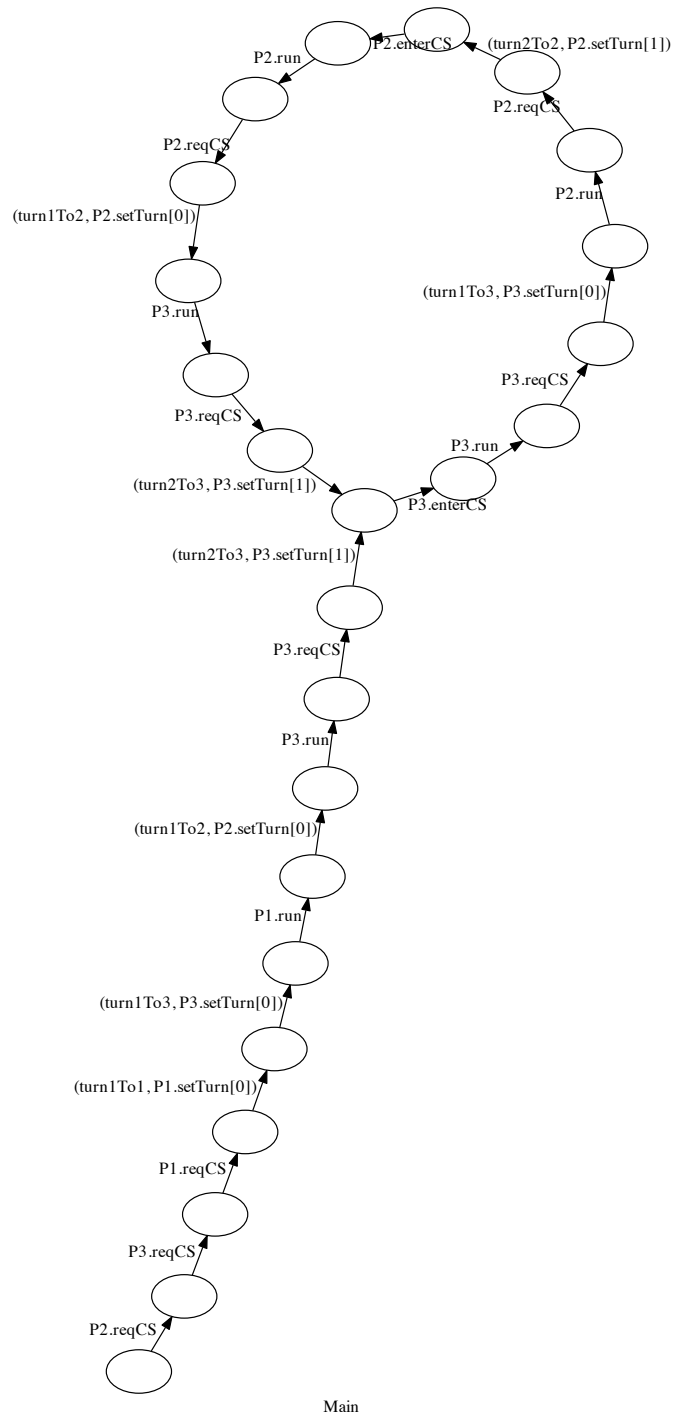 P2.enterCS
(turn2To2, P2.setTurn[1])
P2.run
P2.reqCS
P2.reqCS
P2.run
(turn1To2, P2.setTurn[0])
(turn1To3, P3.setTurn[0])
P3.run
P3.reqCS
P3.reqCS
P3.run
(turn2To3, P3.setTurn[1])
P3.enterCS
(turn2To3, P3.setTurn[1])
P3.reqCS
P3.run
(turn1To2, P2.setTurn[0])
P1.run
(turn1To3, P3.setTurn[0])
(turn1To1, P1.setTurn[0])
P1.reqCS
P3.reqCS
P2.reqCS
Main